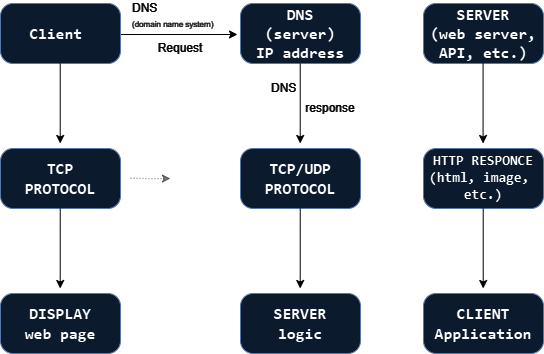 Client
DNS
(domain name system)
Request
DNS
(server)
IP address
SERVER
(web server,
API, etc.)
DNS
response
TCP
PROTOCOL
TCP/UDP
PROTOCOL
HTTP RESPONCE
(html, image,
etc.)
DISPLAY
web page
SERVER
logic
CLIENT
Application